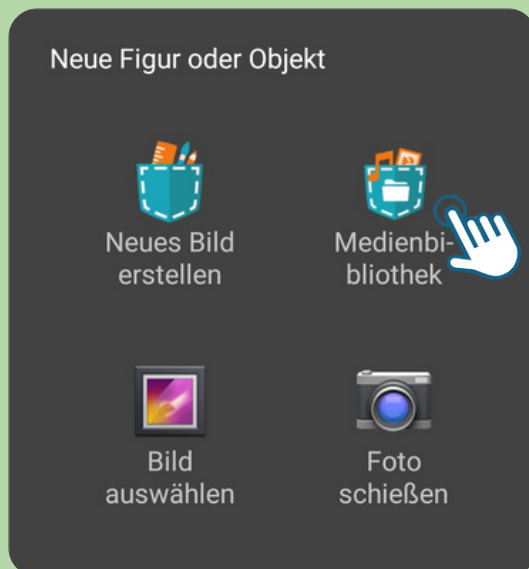 Neue Figur oder Objekt
Neues Bild
erstellen
Medienbi-
bliothek
Bild
auswählen
Foto
schießen